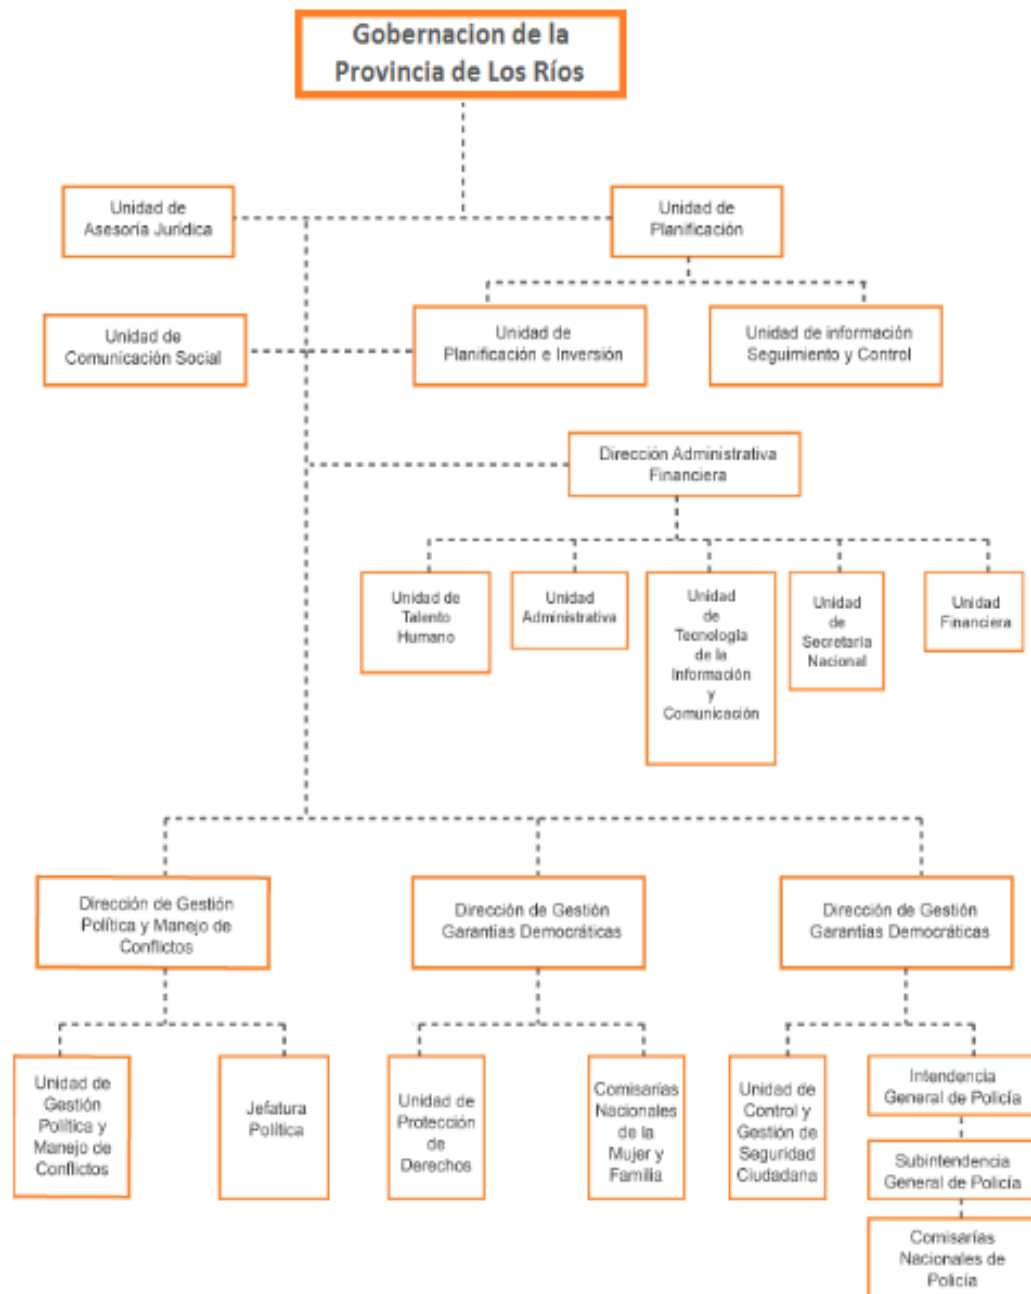 Gobernacion de la
Provincia de Los Ríos
Unidad de
Asesoría Jurídica
Unidad de
Planificación
Unidad de
Comunicación Social
Unidad de
Planificación e Inversión
Unidad de información
Seguimiento y Control
Dirección Administrativa
Financiera
Unidad de
Talento
Humano
Unidad
Administrativa
Unidad
de
Tecnología
de la
Información
y
Comunicación
Unidad
de
Secretaría
Nacional
Unidad
Financiera
Dirección de Gestión
Política y Manejo de
Conflictos
Dirección de Gestión
Garantías Democráticas
Dirección de Gestión
Garantías Democráticas
Unidad de
Gestión
Política y
Manejo de
Conflictos
Jefatura
Política
Unidad de
Protección
de
Derechos
Comisarías
Nacionales
de la
Mujer y
Familia
Unidad de
Control y
Gestión de
Seguridad
Ciudadana
Intendencia
General de Policía
Subintendencia
General de Policía
Comisarías
Nacionales de
Policía